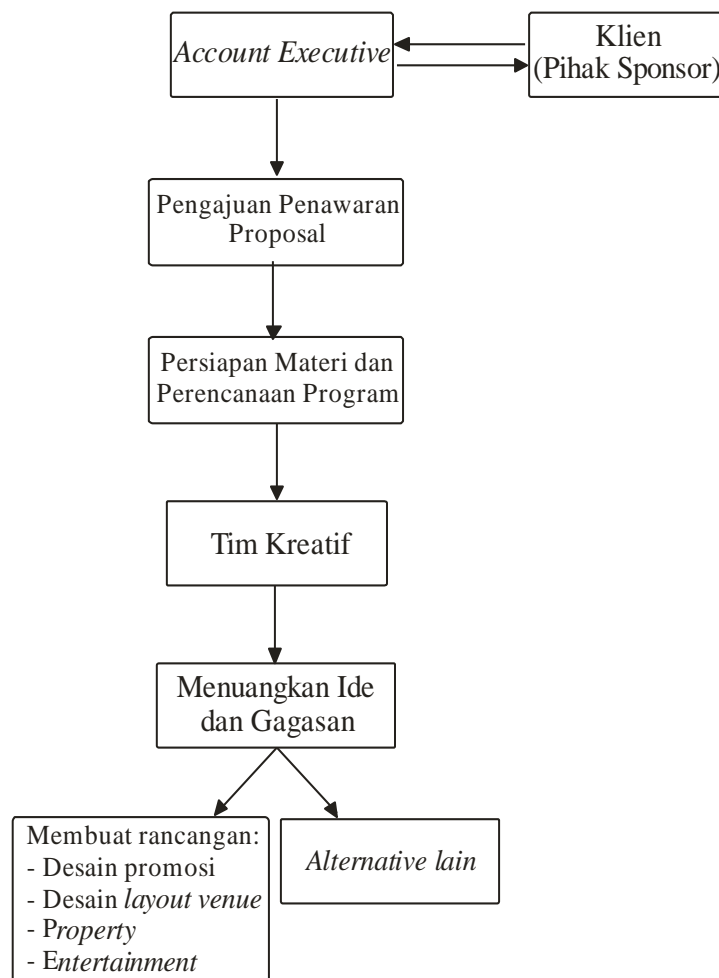 Account Executive
Klien
(Pihak Sponsor)
Pengajuan Penawaran
Proposal
Persiapan Materi dan
Perencanaan Program
Tim Kreatif
Menuangkan Ide
dan Gagasan
Membuat rancangan:
- Desain promosi
- Desain layout venue
- Property
- Entertainment
Alternative lain